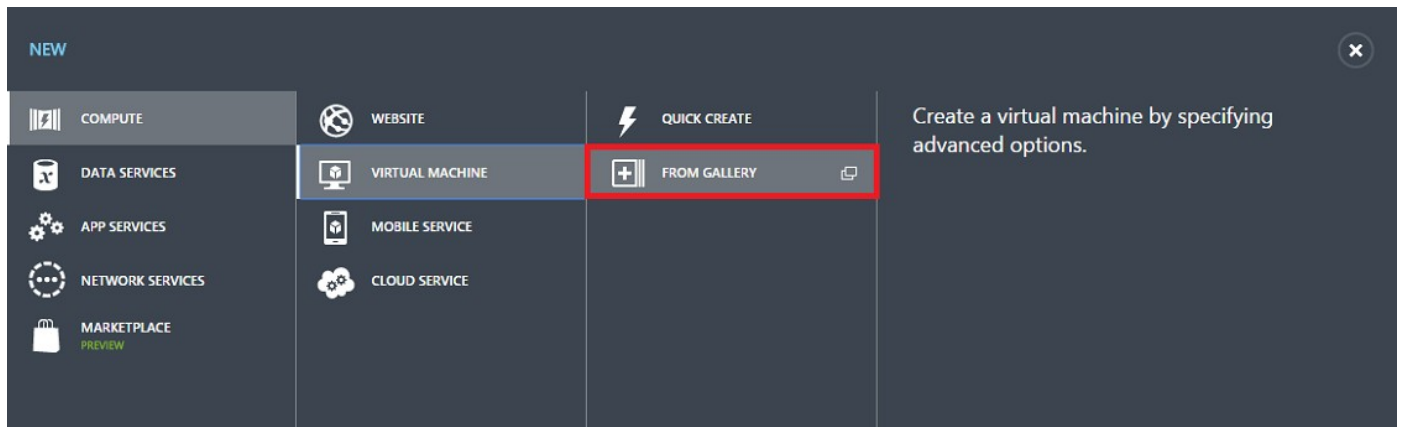 NEW
COMPUTE
DATA SERVICES
APP SERVICES
NETWORK SERVICES
MARKETPLACE
PREVIEW
WEBSITE
VIRTUAL MACHINE
MOBILE SERVICE
CLOUD SERVICE
QUICK CREATE
FROM GALLERY
Create a virtual machine by specifying
advanced options.